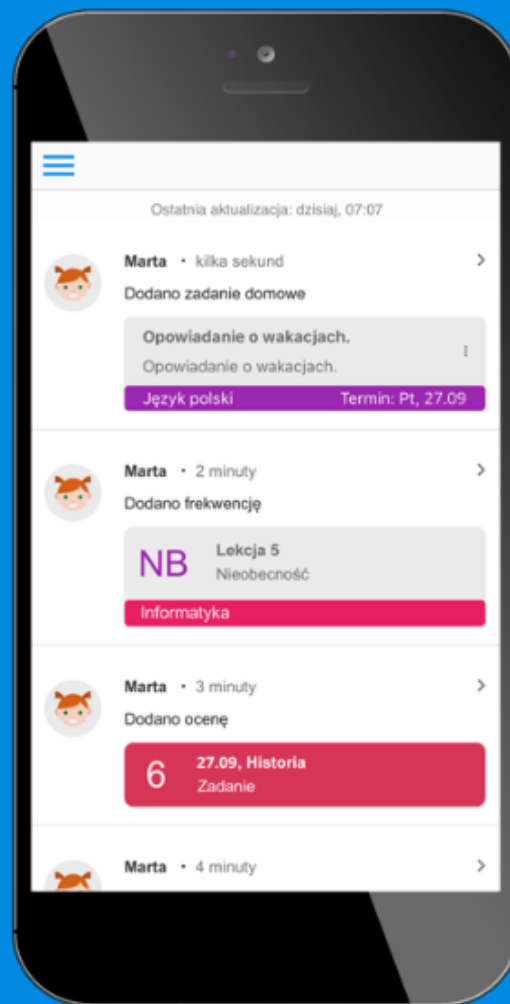 Ostatnia aktualizacja: dzisiaj, 07:07
Marta · kilka sekund
Dodano zadanie domowe
Opowiadanie o wakacjach.
Opowiadanie o wakacjach.
Język polski Termin: Pt, 27.09
Marta · 2 minuty
Dodano frekwencję
NB Lekcja 5
Nieobecność
Informatyka
Marta · 3 minuty
Dodano ocenę
6 27.09, Historia
Zadanie
Marta · 4 minuty